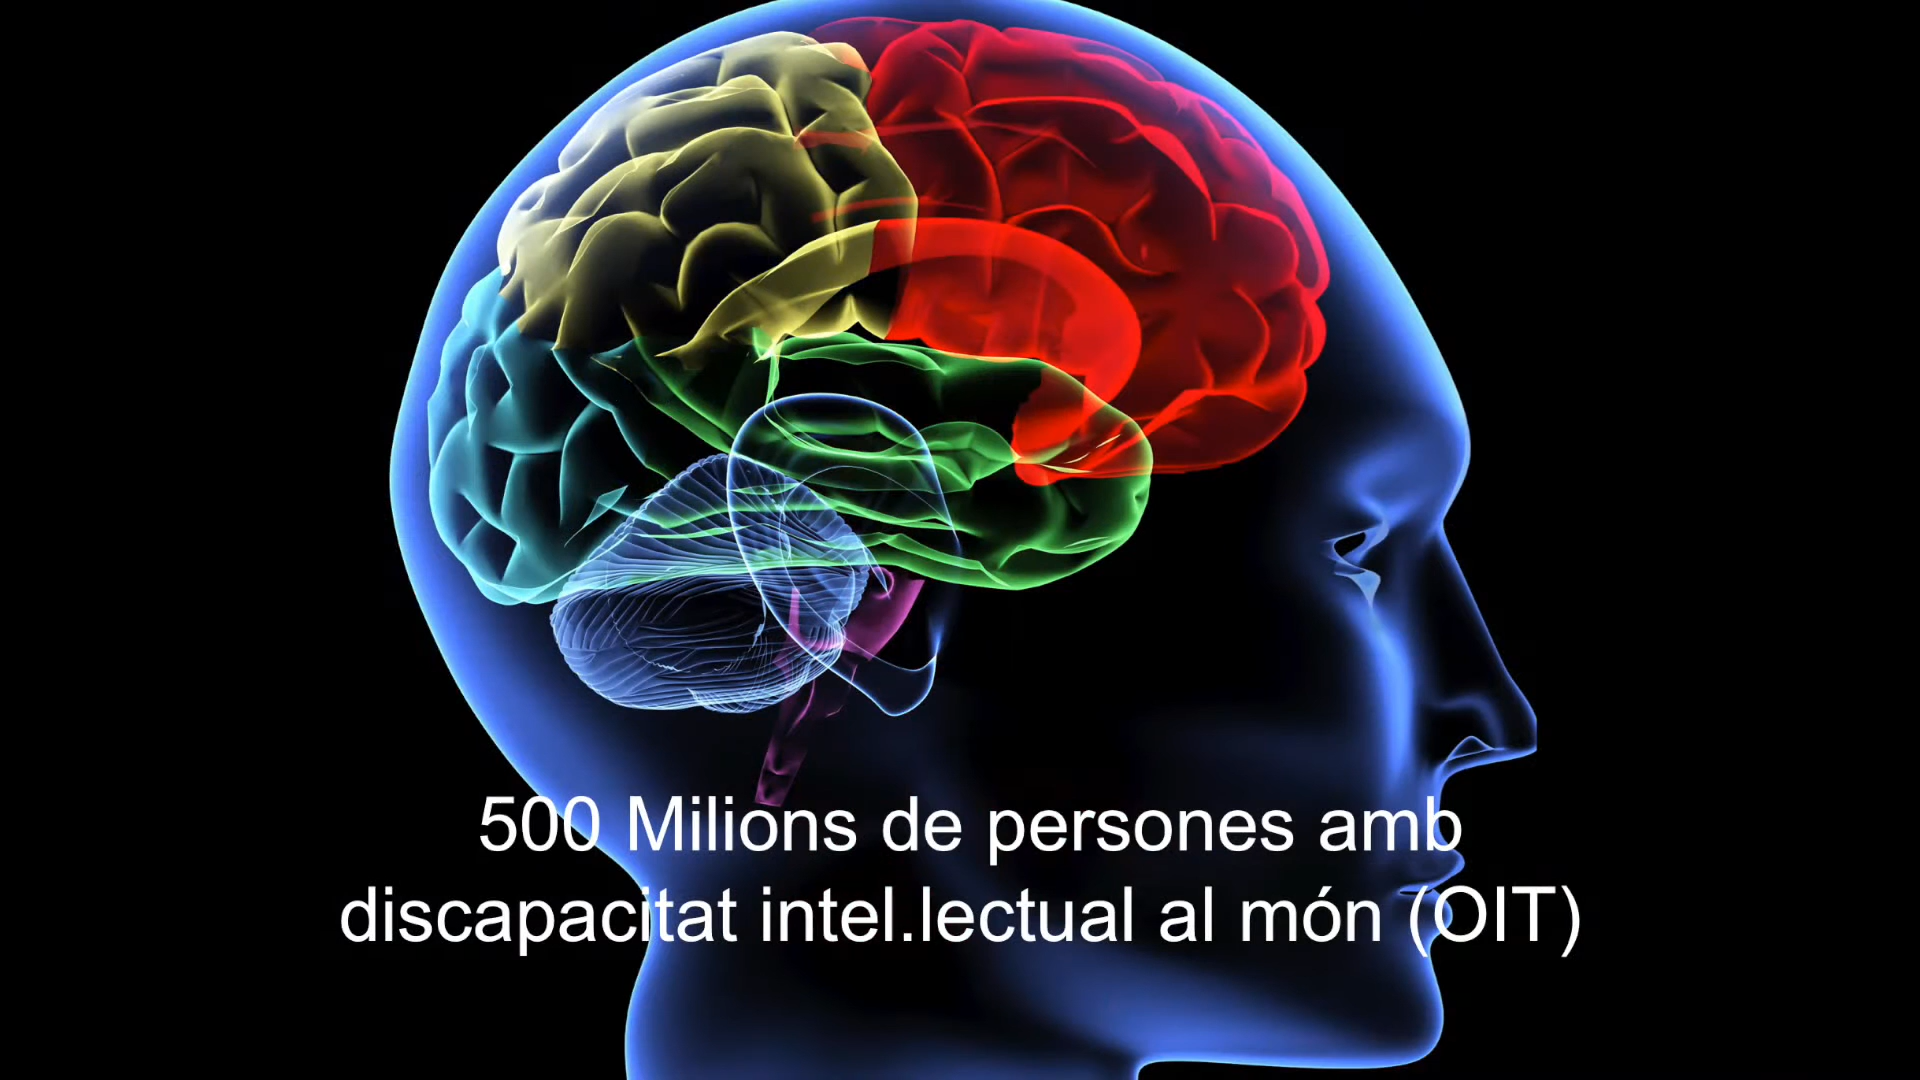 500 Milions de persones amb
discapacitat intel.lectual al món (OIT)